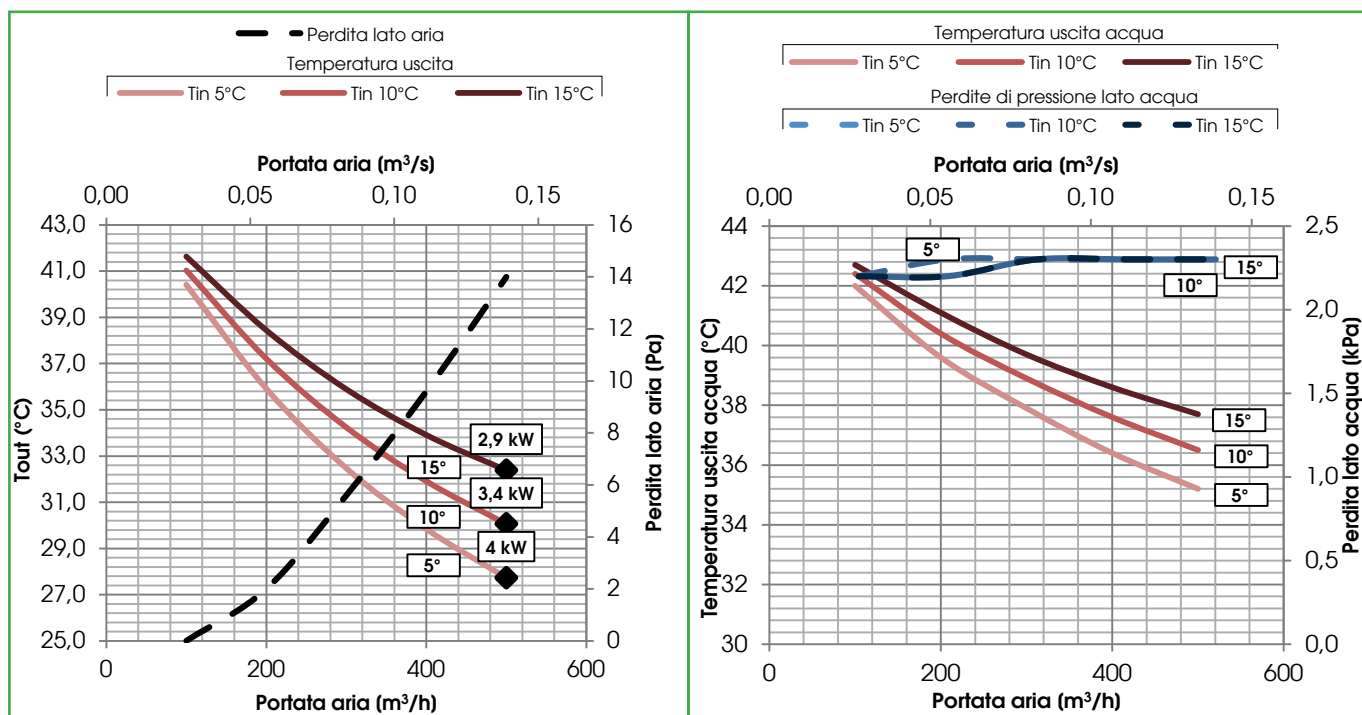 Perdita lato aria
Temperatura uscita
Tin 5°C Tin 10°C Tin 15°C
Portata aria (m³/s)
0,00 0,05 0,10 0,15
43,0
41,0
39,0
37,0
35,0
33,0
31,0
29,0
27,0
25,0
Tout (°C)
16
14
12
10
8
6
4
2
0
Perdita lato aria (Pa)
2,9 kW
15°
3,4 kW
10°
4 kW
5°
0 200 400 600
Portata aria (m³/h)
Temperatura uscita acqua
Tin 5°C Tin 10°C Tin 15°C
Perdite di pressione lato acqua
Tin 5°C Tin 10°C Tin 15°C
Portata aria (m³/s)
0,00 0,05 0,10 0,15
44
42
40
38
36
34
32
30
Temperatura uscita acqua (°C)
2,5
2,0
1,5
1,0
0,5
0,0
Perdita lato acqua (kPa)
5°
15°
10°
15°
10°
5°
0 200 400 600
Portata aria (m³/h)